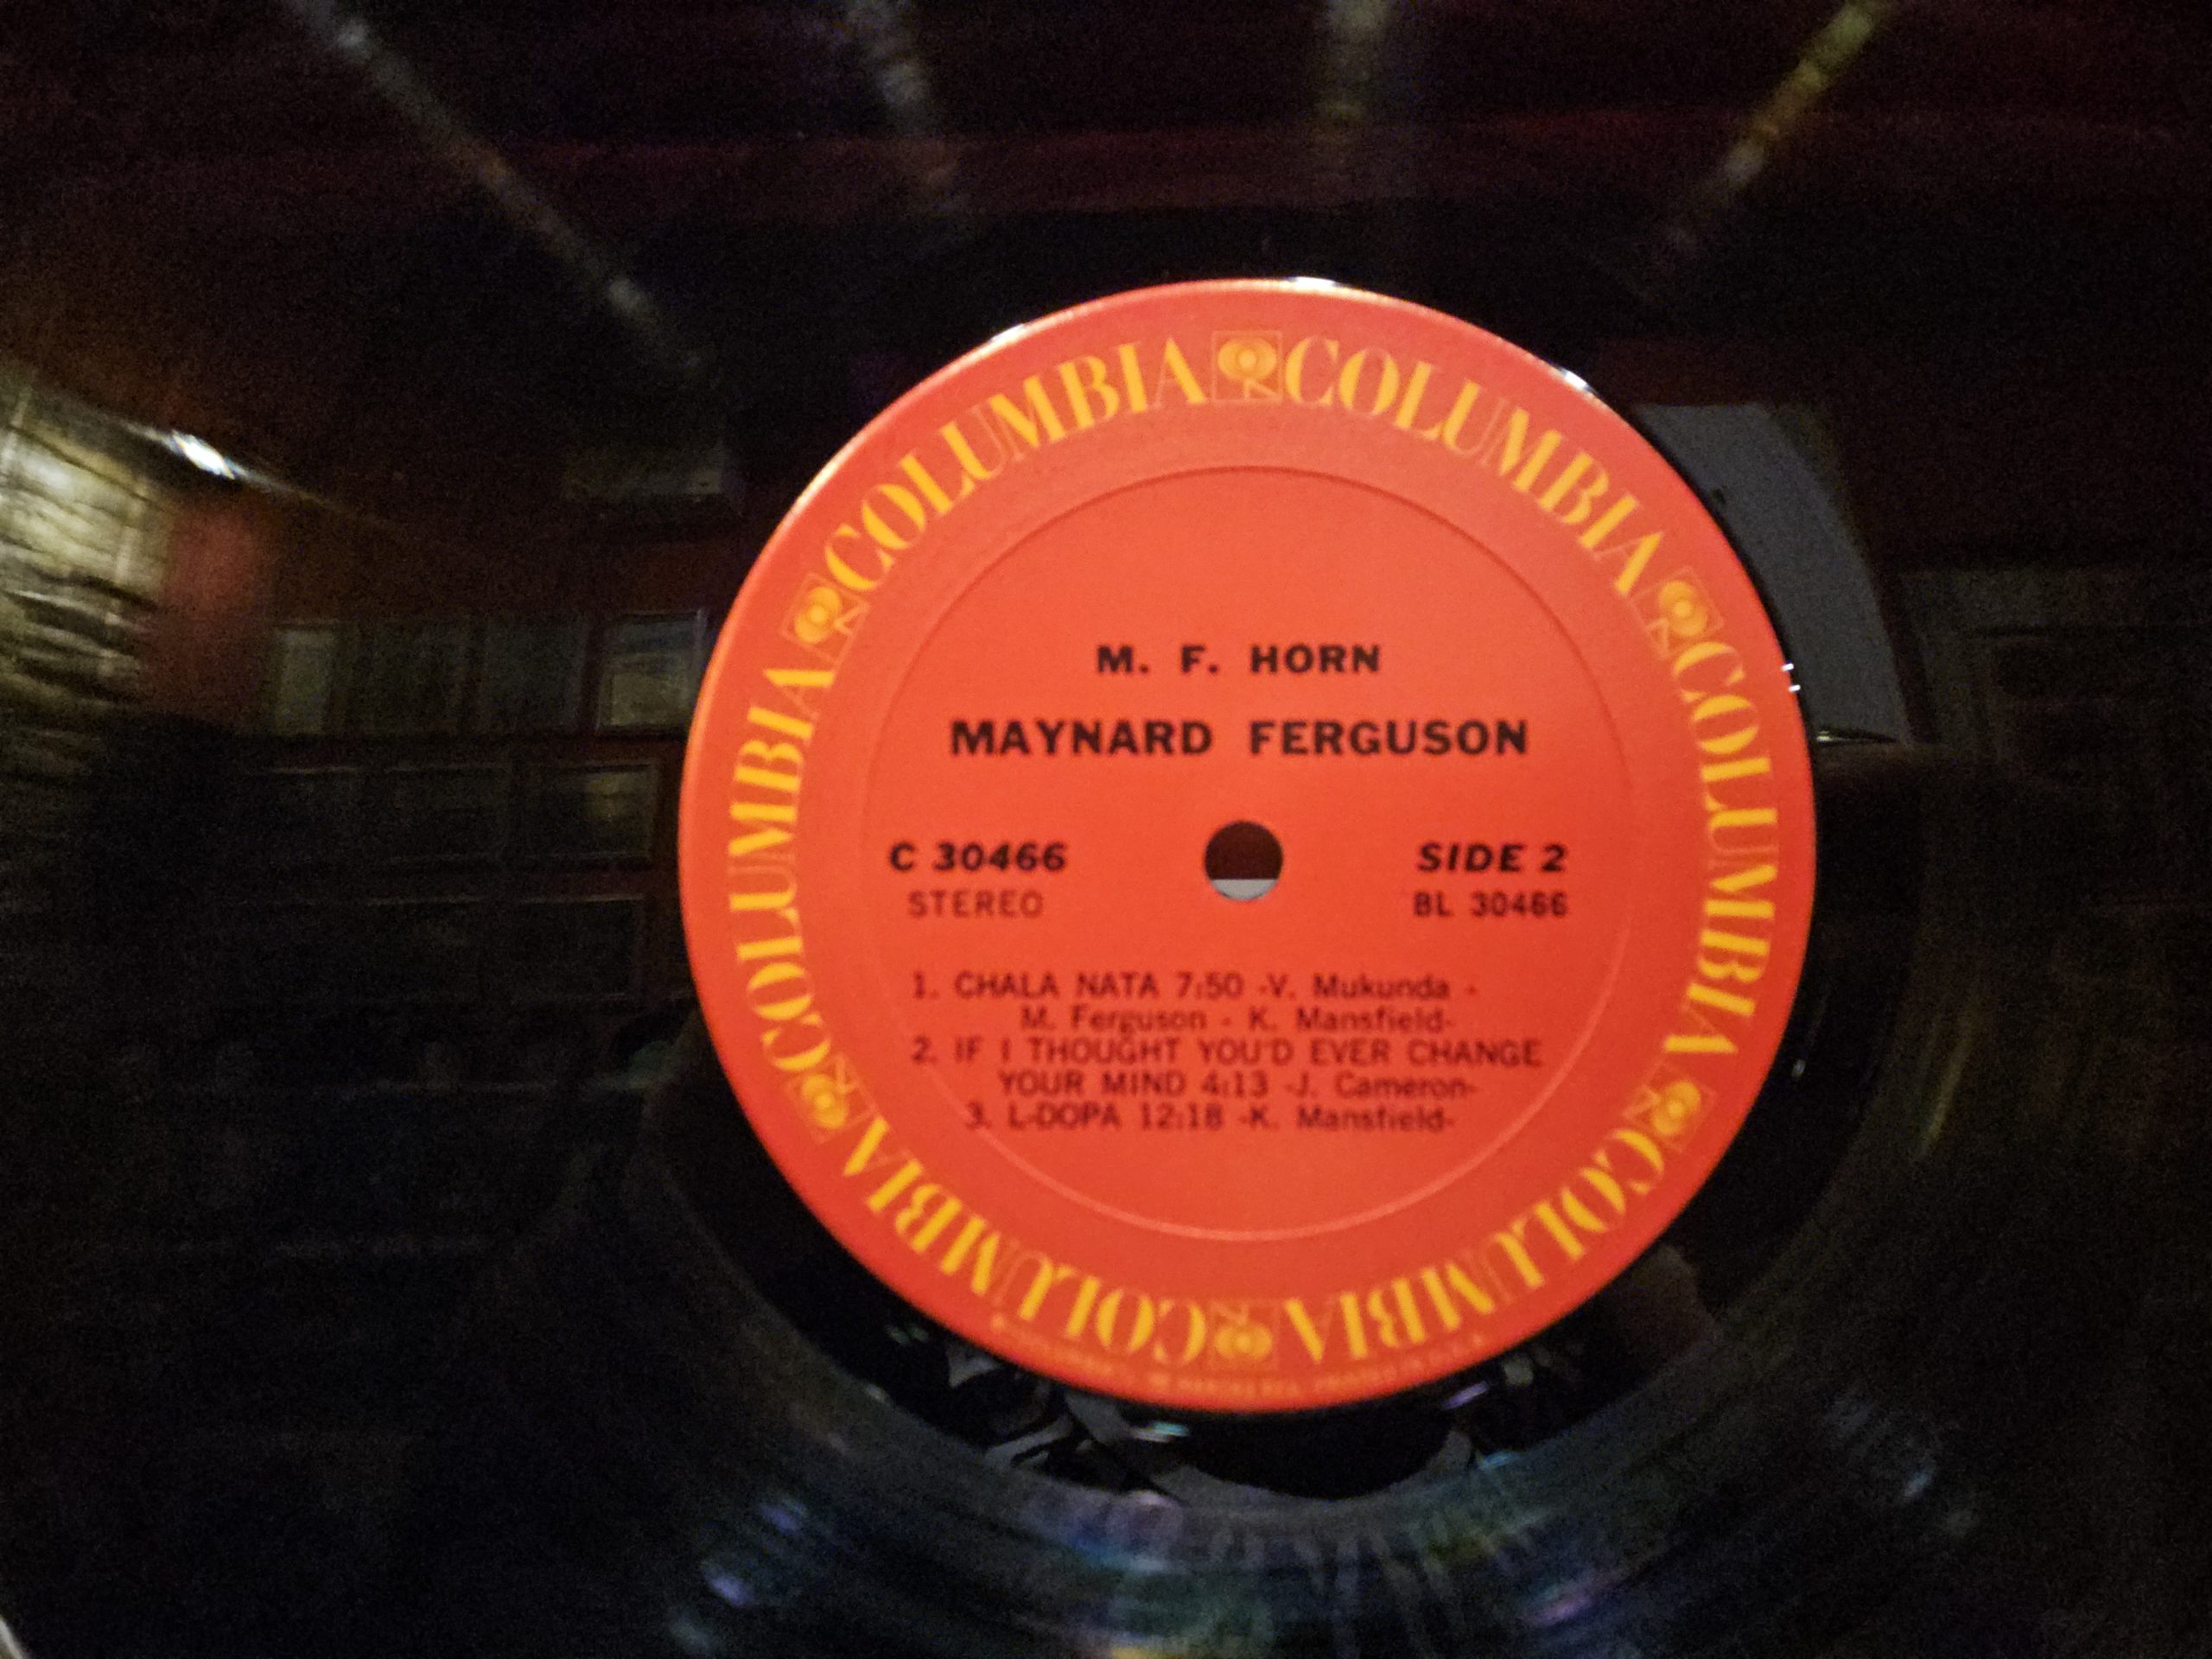 COLUMBIA COLUMBIA COLUMBIA COLUMBIA COLUMBIA COLUMBIA
M. F. HORN
MAYNARD FERGUSON
C 30466 SIDE 2
STEREO BL 30466
1. CHALA NATA 7:50 -V. Mukunda -
M. Ferguson - K. Mansfield-
2. IF I THOUGHT YOU'D EVER CHANGE
YOUR MIND 4:13 -J. Cameron-
3. L-DOPA 12:18 -K. Mansfield-